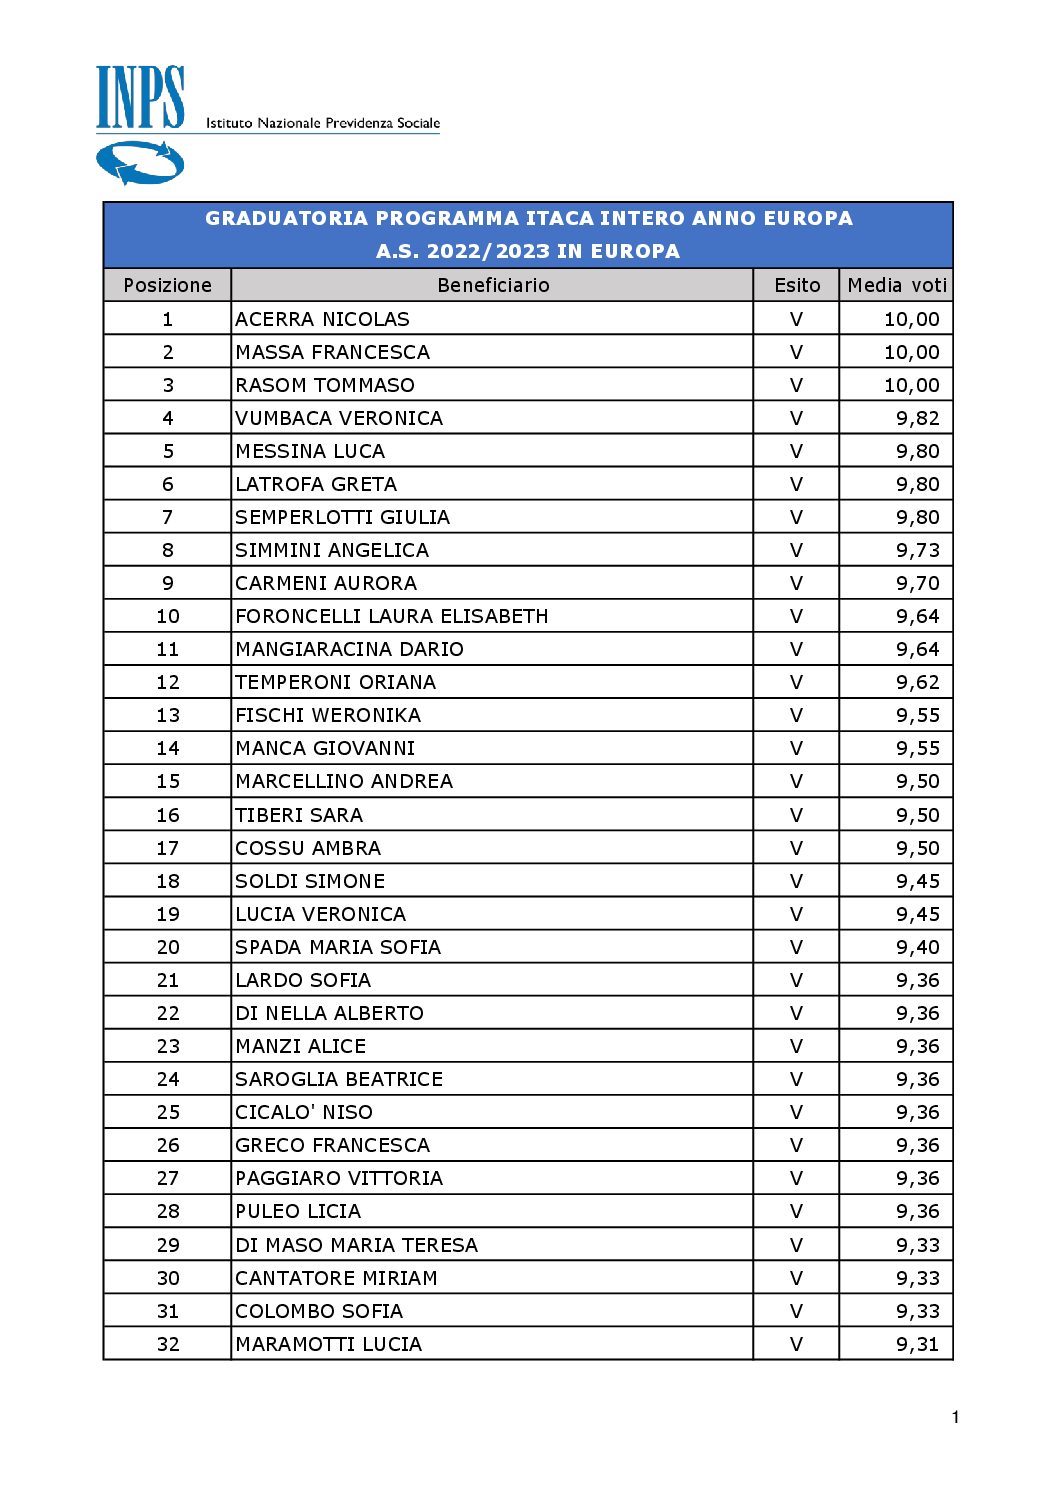 INPS
Istituto Nazionale Previdenza Sociale
GRADUATORIA PROGRAMMA ITACA INTERO ANNO EUROPA
A.S. 2022/2023 IN EUROPA
Posizione Beneficiario Esito Media voti
1 ACERRA NICOLAS V 10,00
2 MASSA FRANCESCA V 10,00
3 RASOM TOMMASO V 10,00
4 VUMBACA VERONICA V 9,82
5 MESSINA LUCA V 9,80
6 LATROFA GRETA V 9,80
7 SEMPERLOTTI GIULIA V 9,80
8 SIMMINI ANGELICA V 9,73
9 CARMENI AURORA V 9,70
10 FORONCELLI LAURA ELISABETH V 9,64
11 MANGIARACINA DARIO V 9,64
12 TEMPERONI ORIANA V 9,62
13 FISCHI WERONIKA V 9,55
14 MANCA GIOVANNI V 9,55
15 MARCELLINO ANDREA V 9,50
16 TIBERI SARA V 9,50
17 COSSU AMBRA V 9,50
18 SOLDI SIMONE V 9,45
19 LUCIA VERONICA V 9,45
20 SPADA MARIA SOFIA V 9,40
21 LARDO SOFIA V 9,36
22 DI NELLA ALBERTO V 9,36
23 MANZI ALICE V 9,36
24 SAROGLIA BEATRICE V 9,36
25 CICALO' NISO V 9,36
26 GRECO FRANCESCA V 9,36
27 PAGGIARO VITTORIA V 9,36
28 PULEO LICIA V 9,36
29 DI MASO MARIA TERESA V 9,33
30 CANTATORE MIRIAM V 9,33
31 COLOMBO SOFIA V 9,33
32 MARAMOTTI LUCIA V 9,31
1